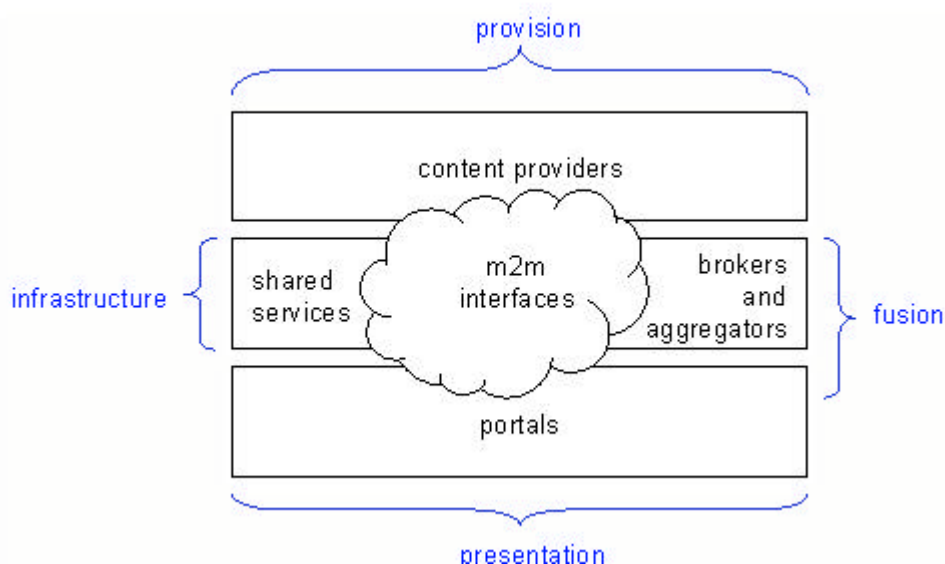 provision
content providers
shared
services
m2m
interfaces
brokers
and
aggregators
infrastructure
fusion
portals
presentation